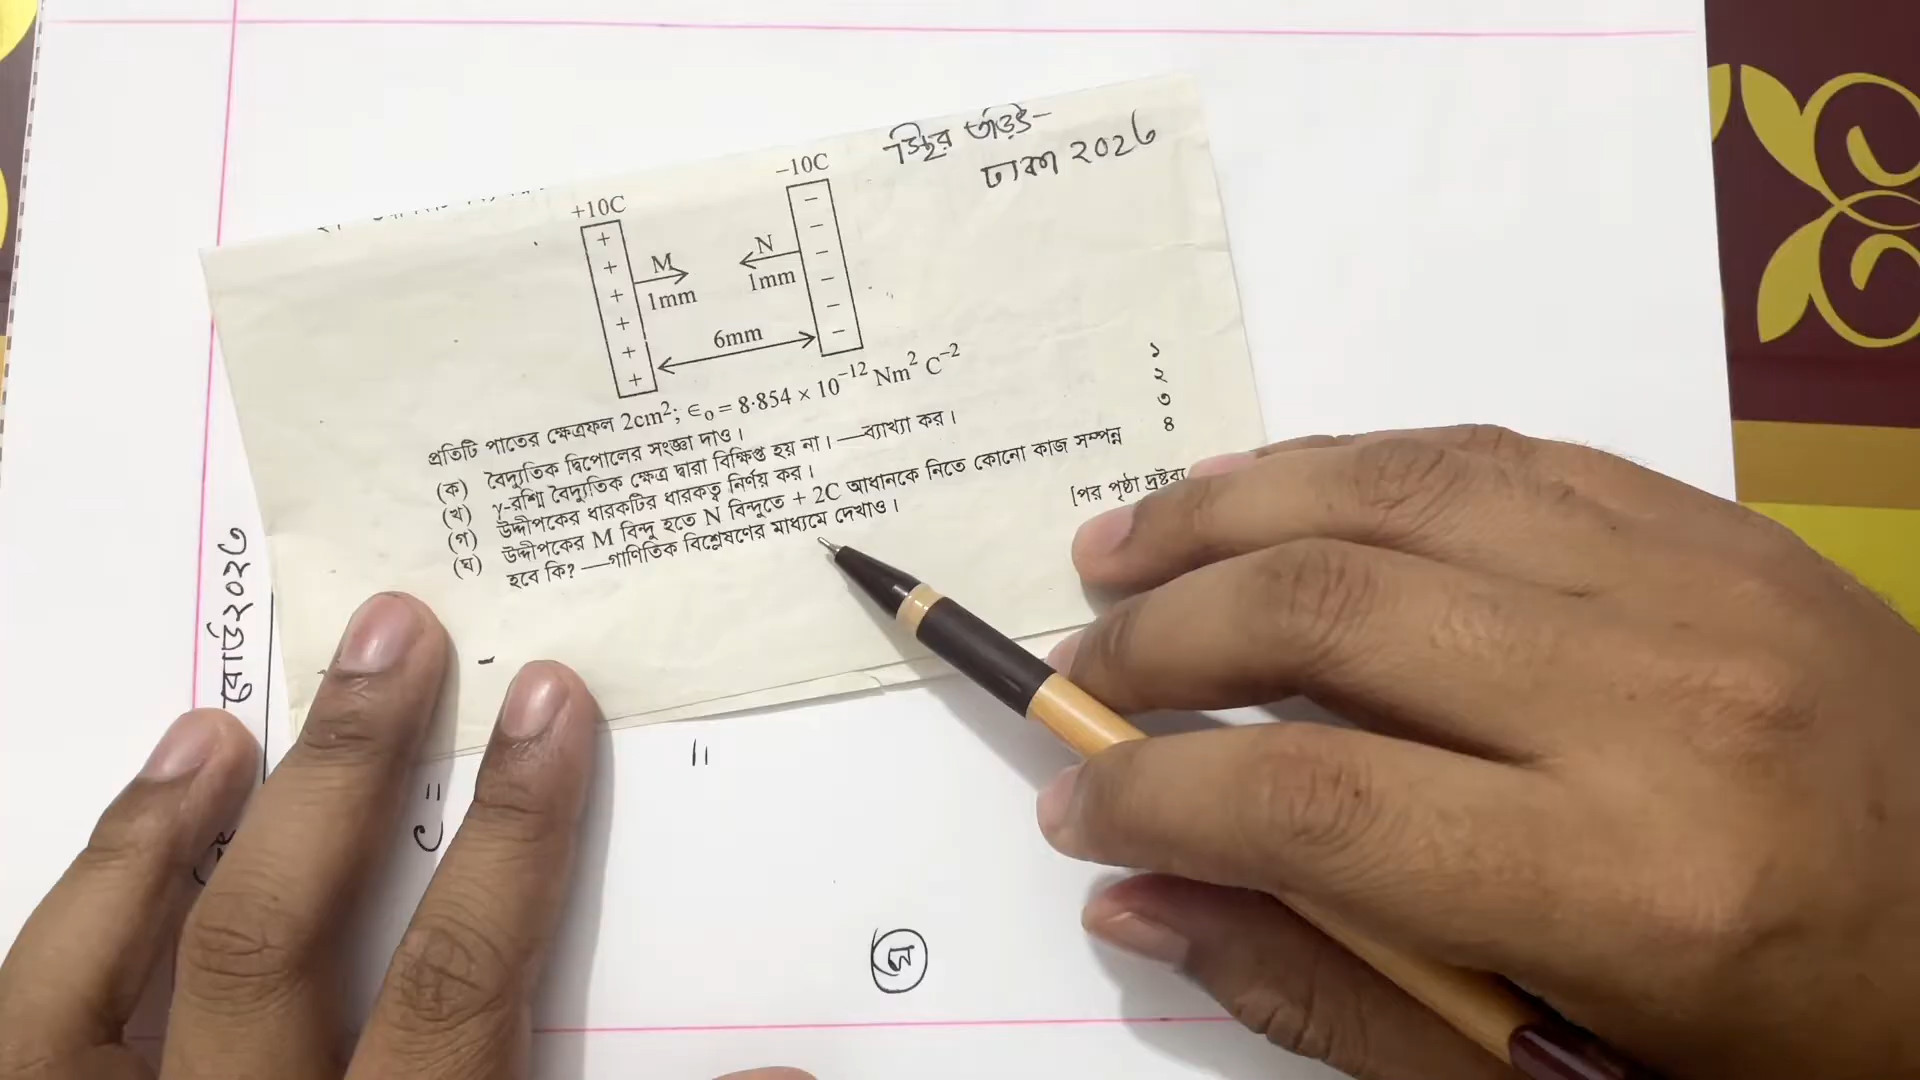 স্থির তড়িৎ-
ঢাকা ২০২৩
+10C
-10C
M
1mm
N
1mm
6mm
প্রতিটি পাতের ক্ষেত্রফল 2cm²; ∈₀ = 8·854 × 10⁻¹² Nm² C⁻²
(ক) বৈদ্যুতিক দ্বিপোলের সংজ্ঞা দাও। ১
(খ) γ-রশ্মি বৈদ্যুতিক ক্ষেত্র দ্বারা বিক্ষিপ্ত হয় না। —ব্যাখ্যা কর। ২
(গ) উদ্দীপকের ধারকটির ধারকত্ব নির্ণয় কর। ৩
(ঘ) উদ্দীপকের M বিন্দু হতে N বিন্দুতে + 2C আধানকে নিতে কোনো কাজ সম্পন্ন ৪
হবে কি? —গাণিতিক বিশ্লেষণের মাধ্যমে দেখাও।
[পর পৃষ্ঠা দ্রষ্টব্য
বোর্ড২০২৩
=
গ